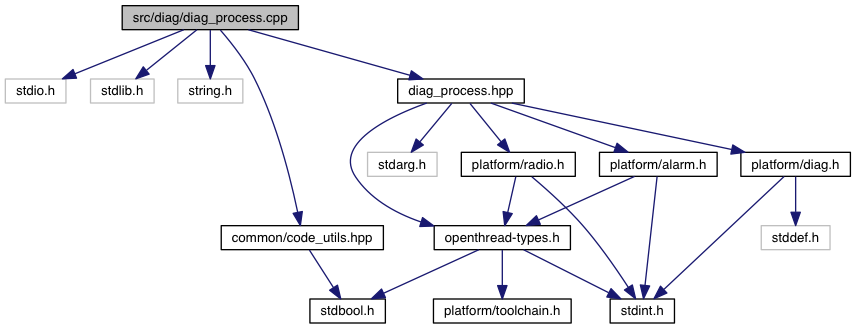 src/diag/diag_process.cpp
stdio.h
stdlib.h
string.h
diag_process.hpp
stdarg.h
platform/radio.h
platform/alarm.h
platform/diag.h
common/code_utils.hpp
openthread-types.h
stddef.h
stdbool.h
platform/toolchain.h
stdint.h